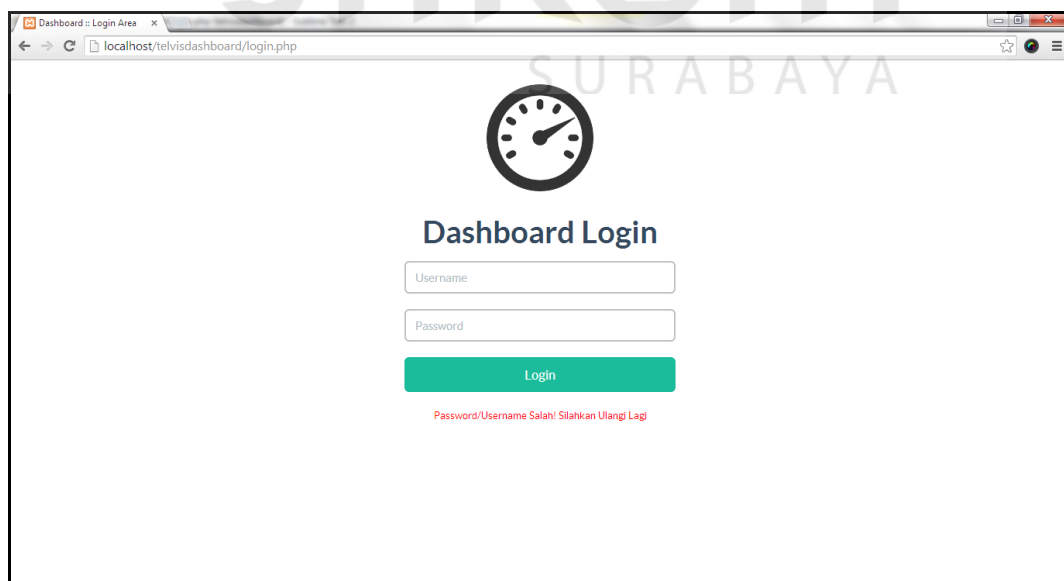 Dashboard :: Login Area
localhost/telvisdashboard/login.php
SURABAYA
Dashboard Login
Username
Password
Login
Password/Username Salah! Silahkan Ulangi Lagi